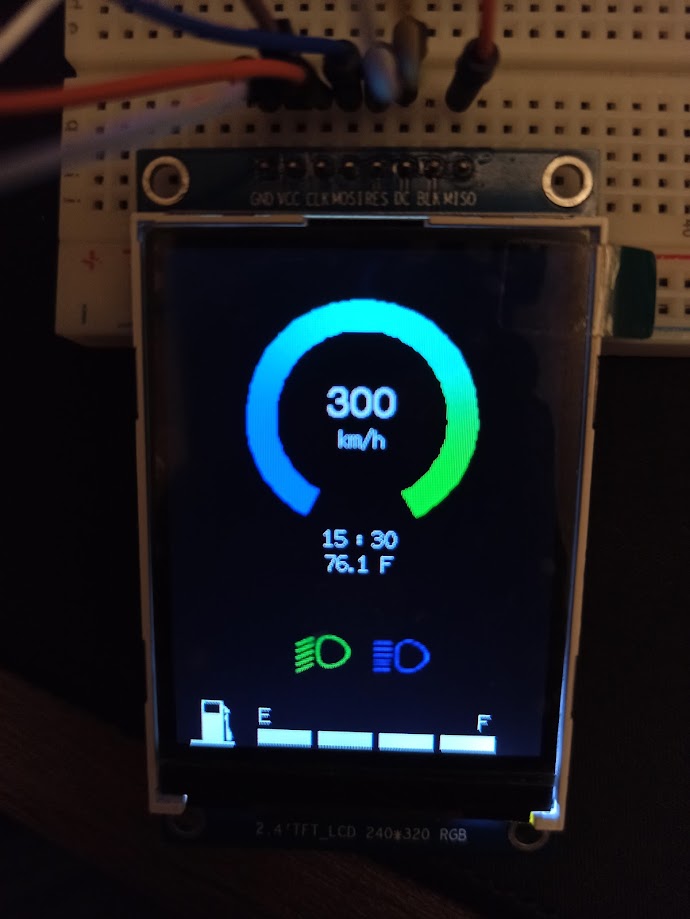 GND VCC CLK MOSI RES DC BLK MISO
300
km/h
15 : 30
76.1 F
E F
2.4'TFT_LCD 240*320 RGB